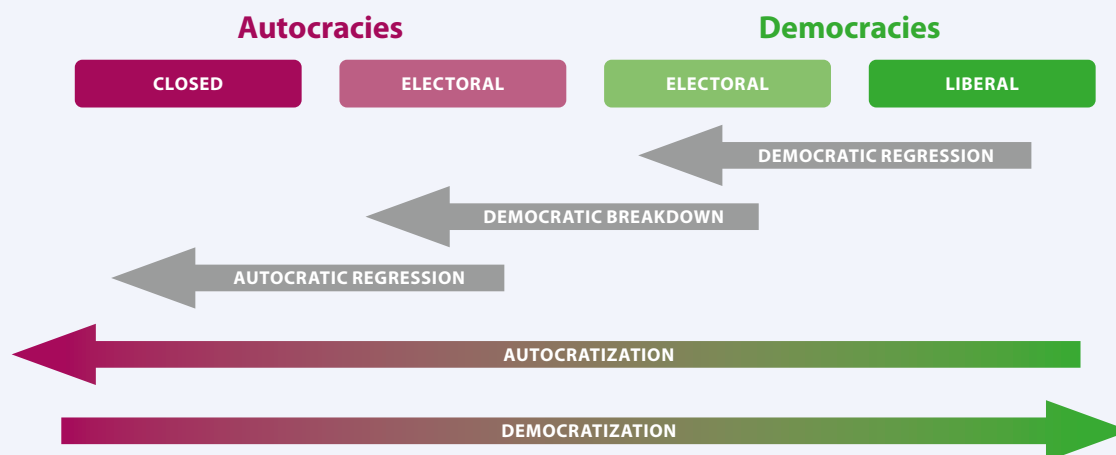 Autocracies Democracies
CLOSED ELECTORAL ELECTORAL LIBERAL
DEMOCRATIC REGRESSION
DEMOCRATIC BREAKDOWN
AUTOCRATIC REGRESSION
AUTOCRATIZATION
DEMOCRATIZATION